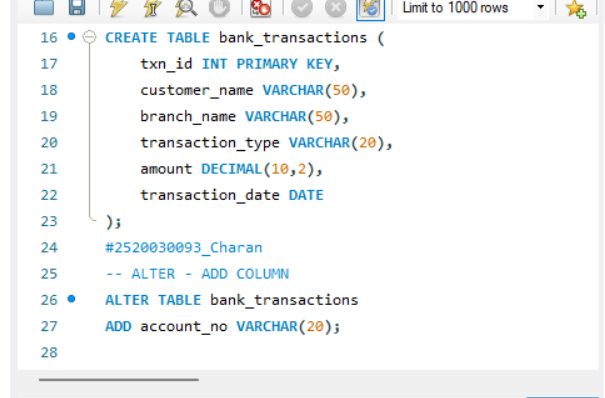 Limit to 1000 rows
16 CREATE TABLE bank_transactions (
17 txn_id INT PRIMARY KEY,
18 customer_name VARCHAR(50),
19 branch_name VARCHAR(50),
20 transaction_type VARCHAR(20),
21 amount DECIMAL(10,2),
22 transaction_date DATE
23 );
24 #2520030093_Charan
25 -- ALTER - ADD COLUMN
26 ALTER TABLE bank_transactions
27 ADD account_no VARCHAR(20);
28